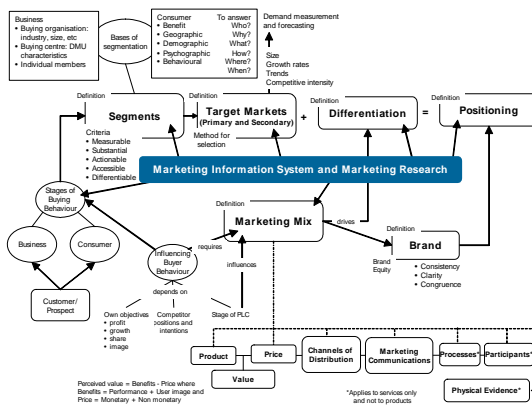 Business
• Buying organisation:
industry, size, etc
• Buying centre: DMU
characteristics
• Individual members
Bases of
segmentation
Consumer
• Benefit
• Geographic
• Demographic
• Psychographic
• Behavioural
To answer
Who?
Why?
What?
How?
Where?
When?
Demand measurement
and forecasting
Size
Growth rates
Trends
Competitive intensity
Definition
Segments
Definition
Target Markets
(Primary and Secondary)
+
Definition
Differentiation
=
Definition
Positioning
Criteria
• Measurable
• Substantial
• Actionable
• Accessible
• Differentiable
Method for
selection
Marketing Information System and Marketing Research
Stages of
Buying
Behaviour
Business
Consumer
Customer/
Prospect
Influencing
Buyer
Behaviour
requires
Definition
Marketing Mix
drives
influences
Definition
Brand
Brand
Equity
• Consistency
• Clarity
• Congruence
depends on
Own objectives
• profit
• growth
• share
• image
Competitor
positions and
intentions
Stage of PLC
Product
Price
Value
Channels of
Distribution
Marketing
Communications
Processes*
Participants*
Physical Evidence*
Perceived value = Benefits - Price where
Benefits = Performance + User image and
Price = Monetary + Non monetary
*Applies to services only
and not to products